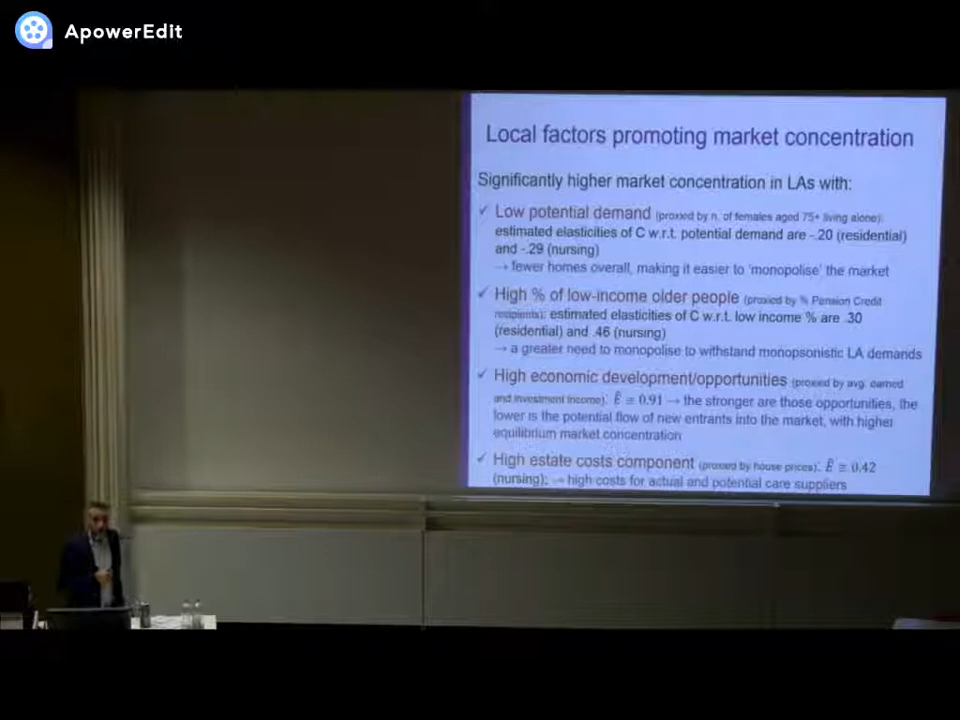 ApowerEdit
Local factors promoting market concentration
Significantly higher market concentration in LAs with:
✓ Low potential demand (proxied by n. of females aged 75+ living alone):
estimated elasticities of C w.r.t. potential demand are -.20 (residential)
and -.29 (nursing)
→ fewer homes overall, making it easier to 'monopolise' the market
✓ High % of low-income older people (proxied by % Pension Credit
recipients): estimated elasticities of C w.r.t. low income % are .30
(residential) and .46 (nursing)
→ a greater need to monopolise to withstand monopsonistic LA demands
✓ High economic development/opportunities (proxied by avg. earned
and investment income): Ê ≅ 0.91 → the stronger are those opportunities, the
lower is the potential flow of new entrants into the market, with higher
equilibrium market concentration
✓ High estate costs component (proxied by house prices): Ê ≅ 0.42
(nursing): → high costs for actual and potential care suppliers